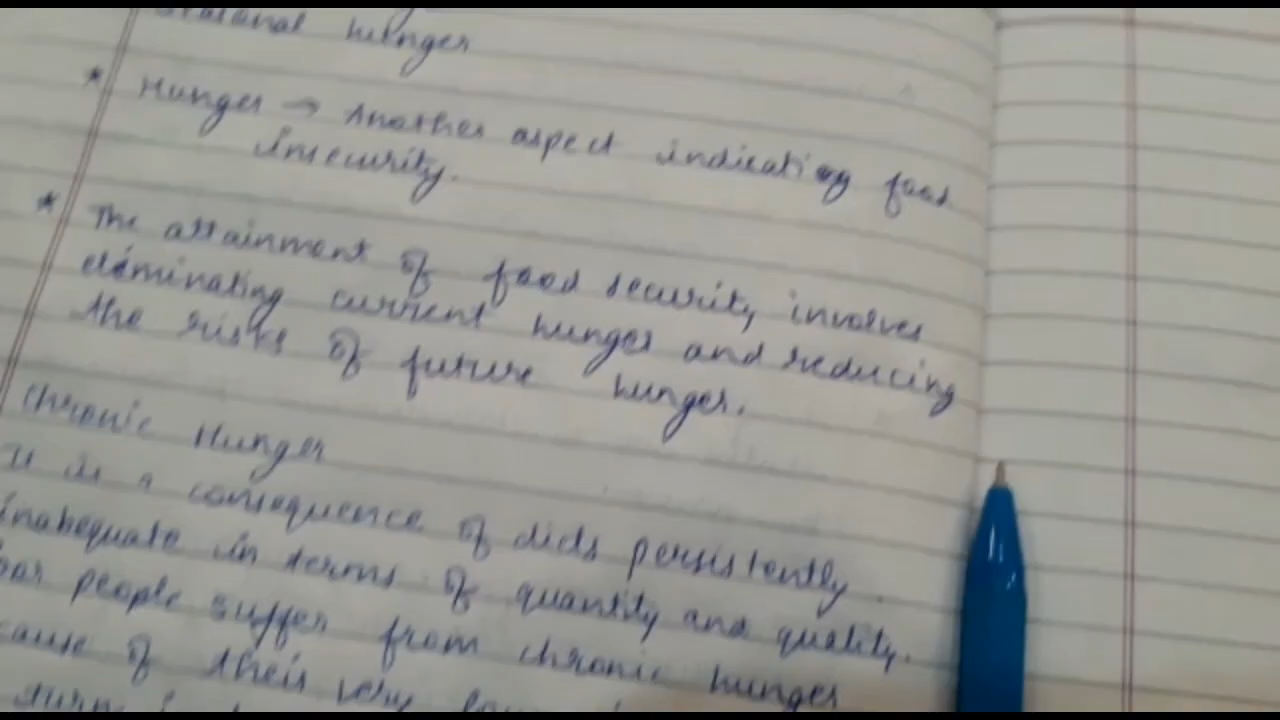 hunger
* Hunger → Another aspect indicating food
insecurity.
* The attainment of food security involves
eliminating current hunger and reducing
the risks of future hunger.
Chronic Hunger
It is a consequence of diets persistently
inabequate in terms of quantity and quality.
people suffer from chronic hunger
cause of their very